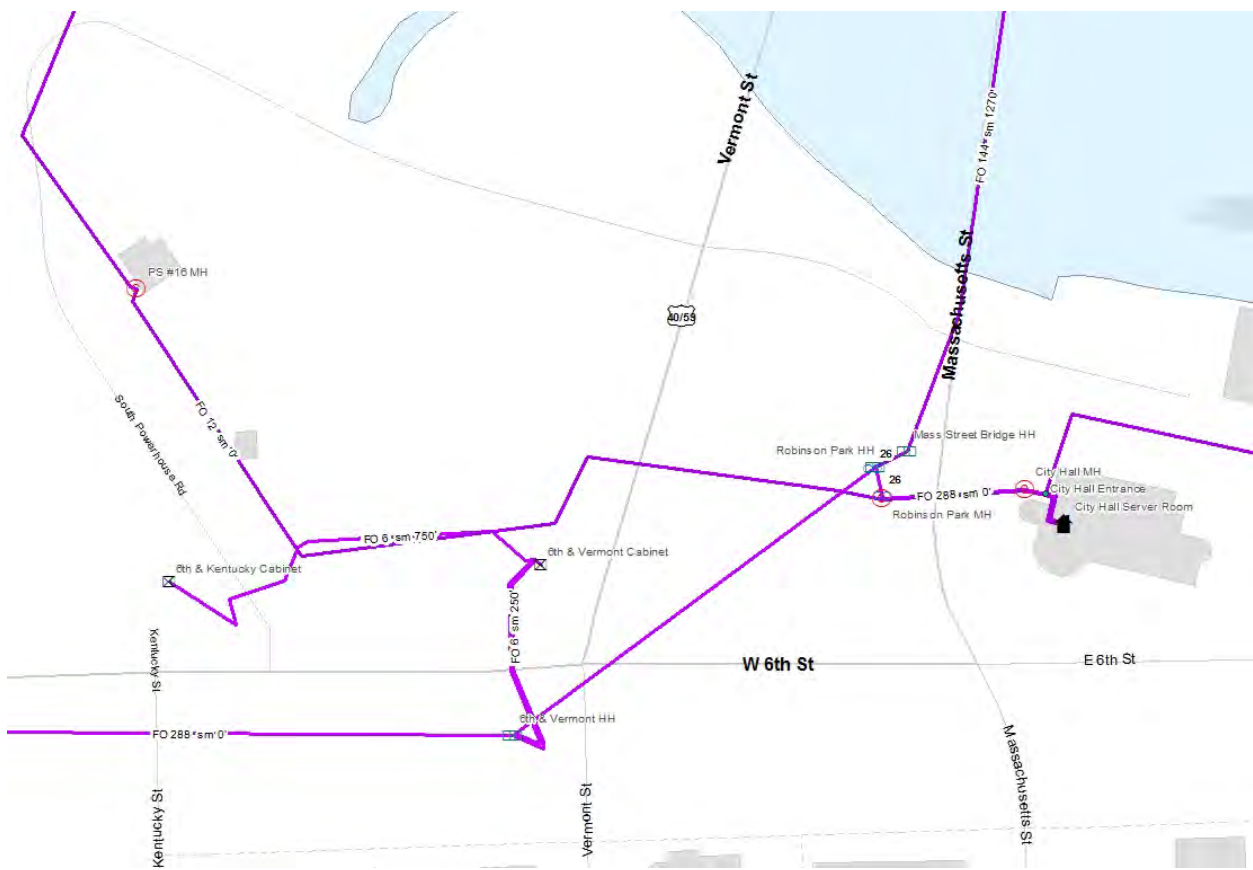 Vermont St
FO 144* sm 1270'
Massachusetts St
PS #16 MH
40/59
South Powerhouse Rd
FO 12* sm '0'
Mass Street Bridge HH
Robinson Park HH
26
26
City Hall MH
City Hall Entrance
FO 288* sm 0'
City Hall Server Room
Robinson Park MH
FO 6* sm 750'
6th & Vermont Cabinet
6th & Kentucky Cabinet
FO 6* sm 250'
Kentucky St
W 6th St
E 6th St
6th & Vermont HH
FO 288* sm '0'
Kentucky St
Vermont St
Massachusetts St